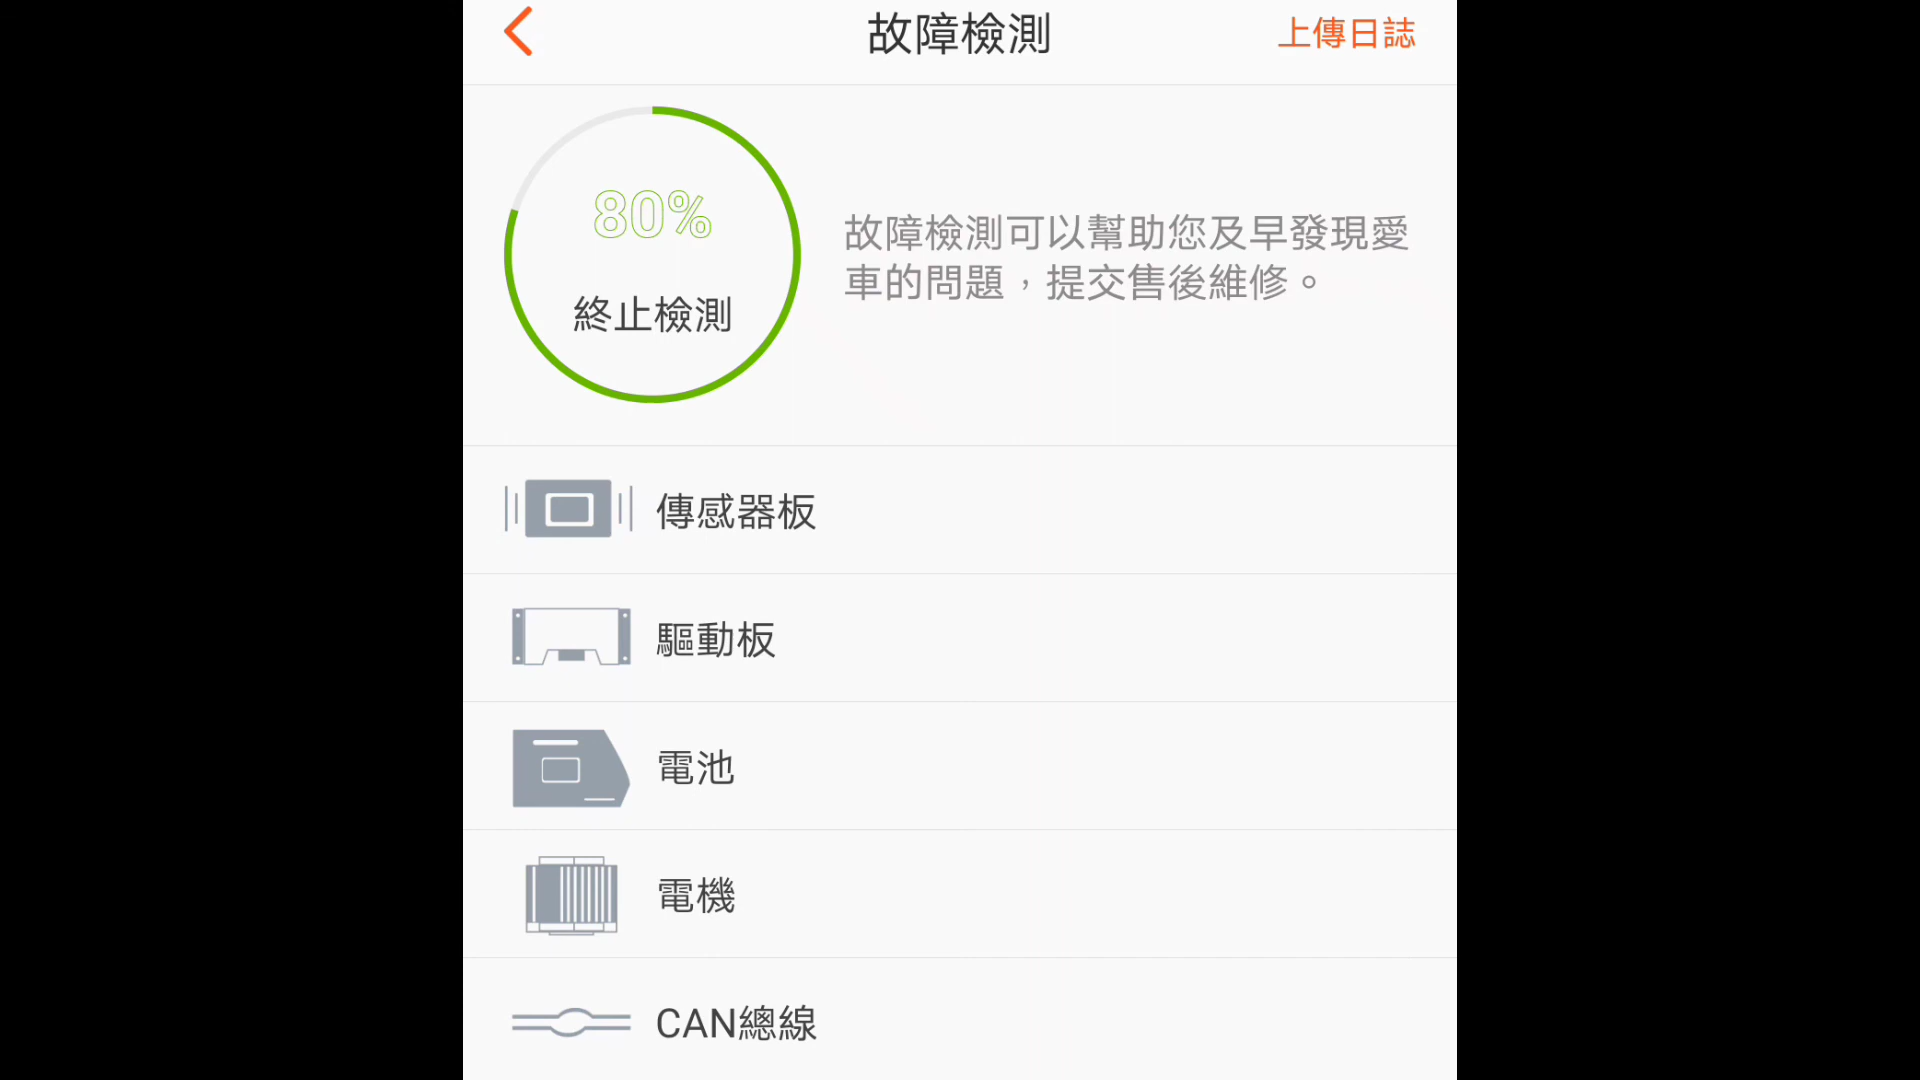 故障檢測
上傳日誌
80%
終止檢測
故障檢測可以幫助您及早發現愛
車的問題，提交售後維修。
傳感器板
驅動板
電池
電機
CAN總線